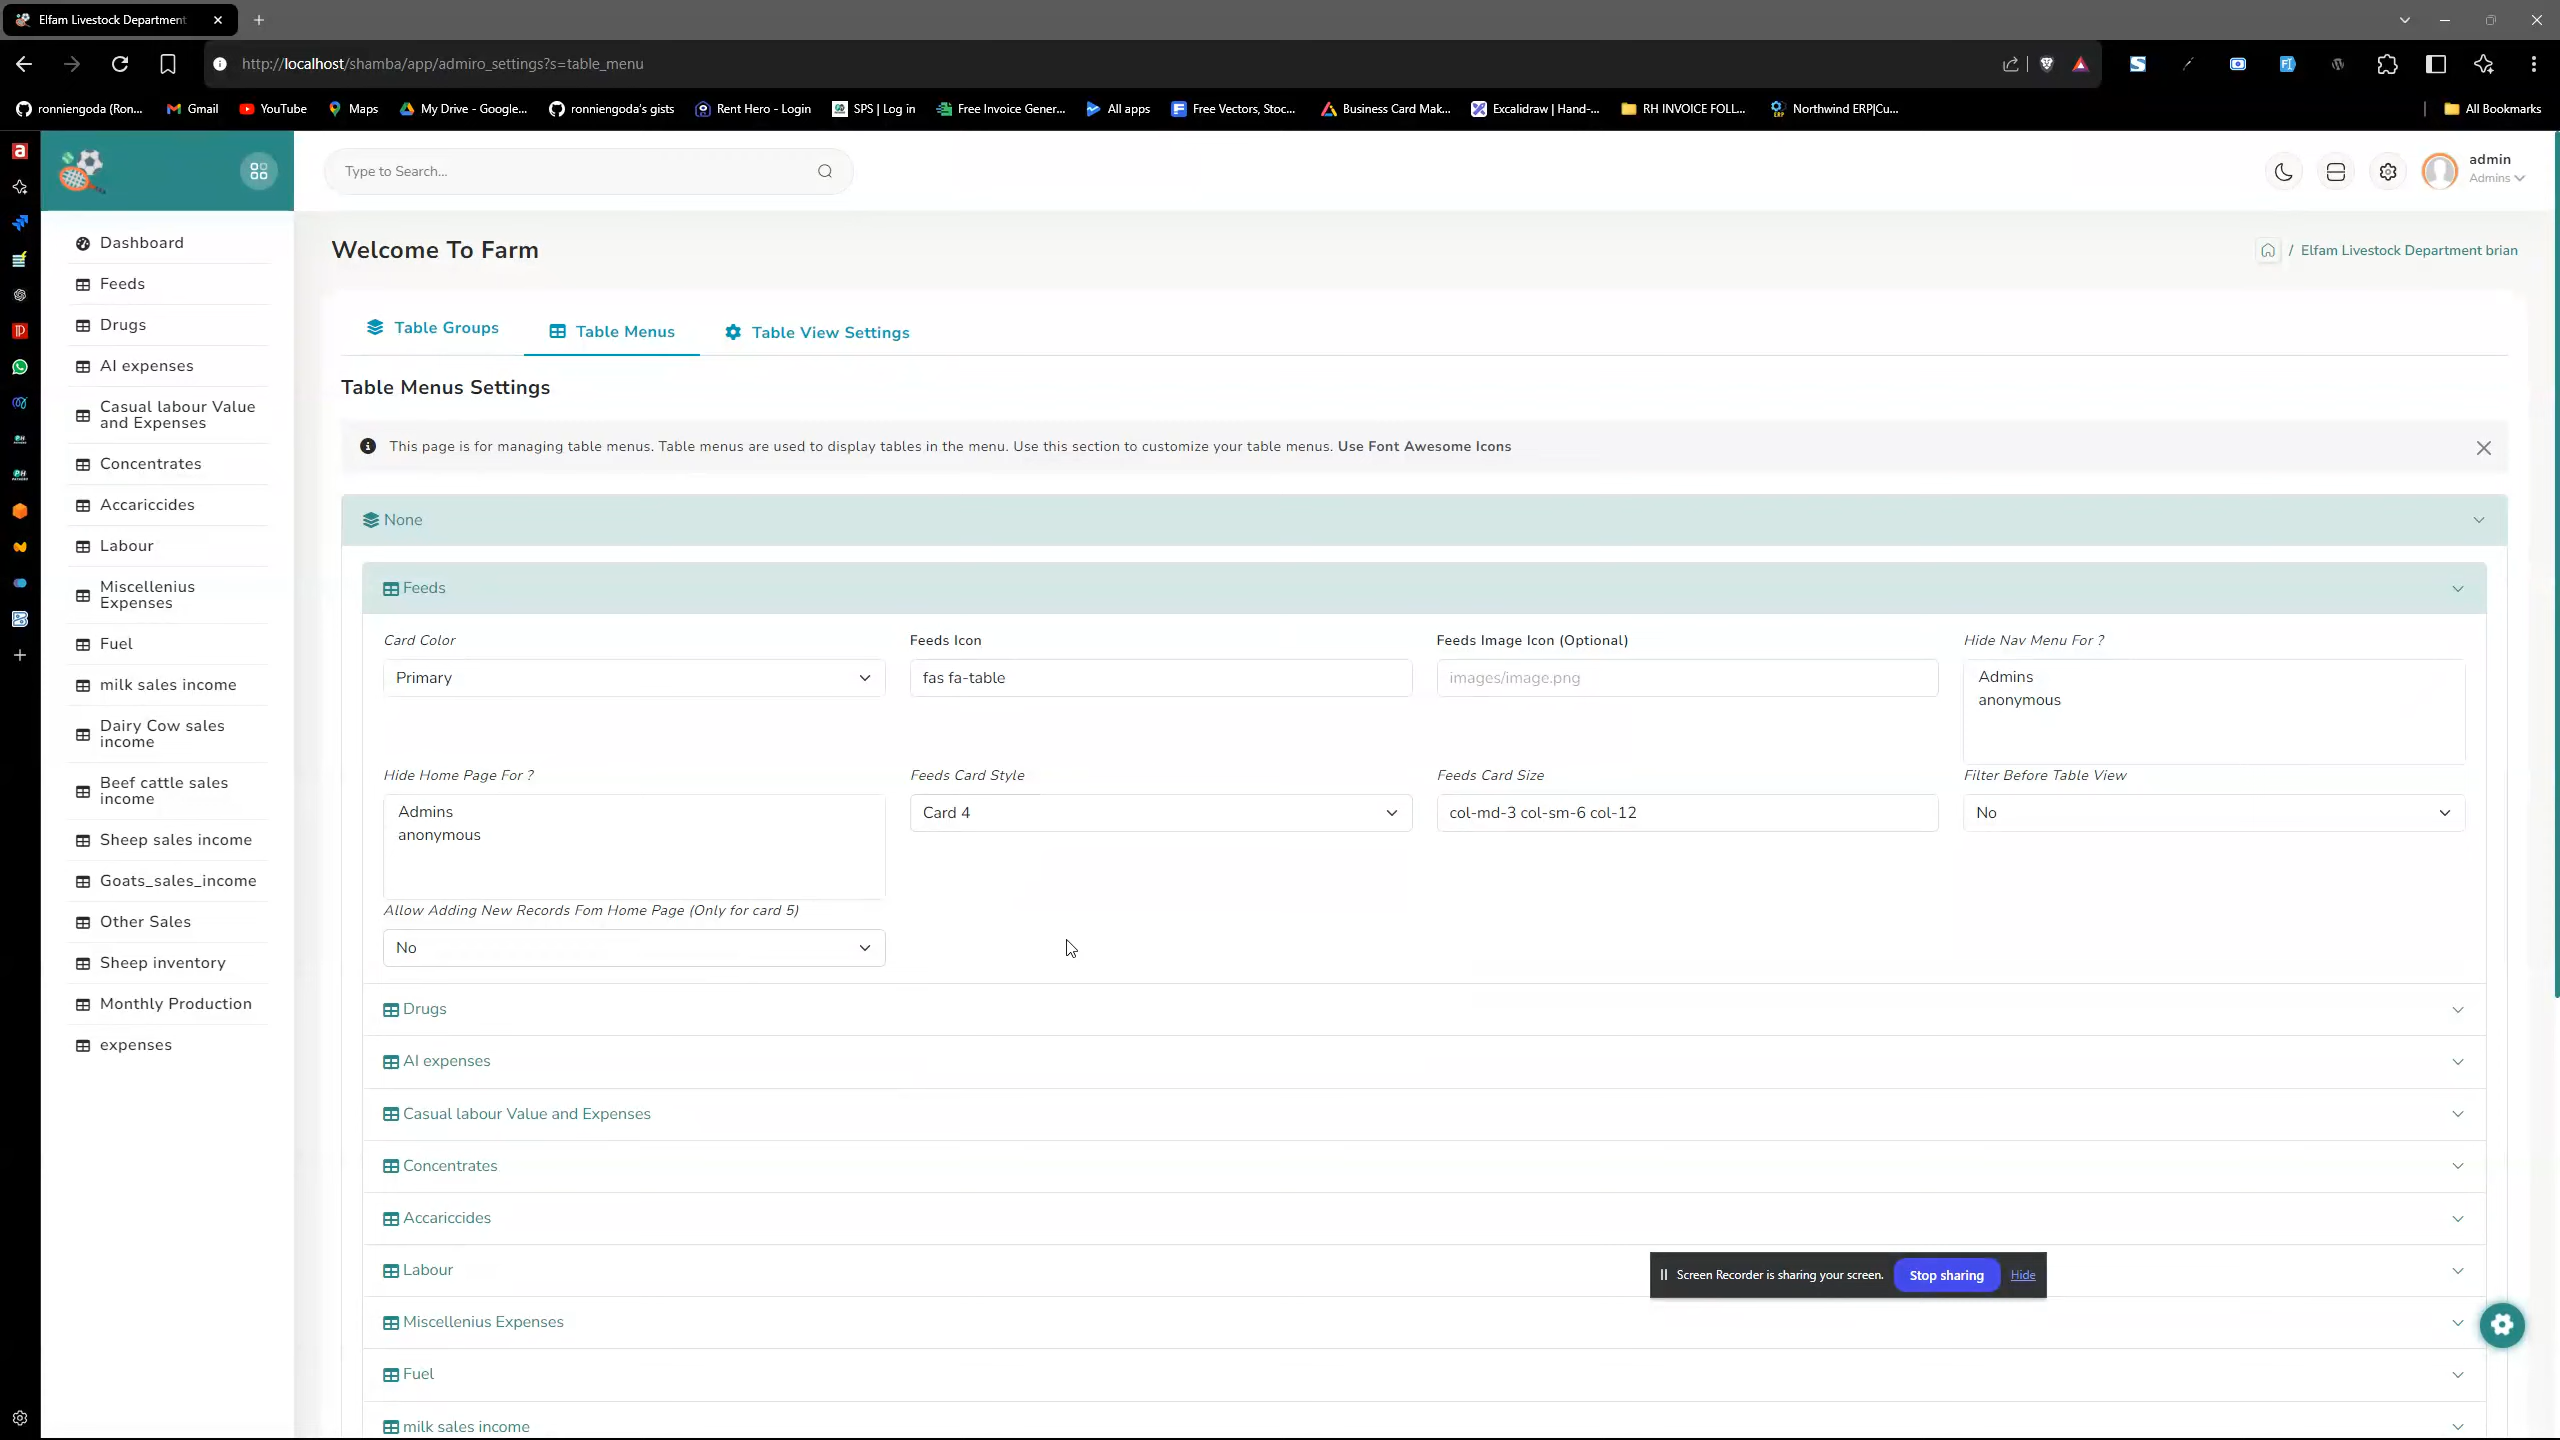 Elfam Livestock Department
http://localhost/shamba/app/admiro_settings?s=table_menu
ronniengoda (Ron...
Gmail
YouTube
Maps
My Drive - Google...
ronniengoda's gists
Rent Hero - Login
SPS | Log in
Free Invoice Gener...
All apps
Free Vectors, Stoc...
Business Card Mak...
Excalidraw | Hand-...
RH INVOICE FOLL...
Northwind ERP|Cu...
All Bookmarks
Type to Search...
admin
Admins
Dashboard
Feeds
Drugs
AI expenses
Casual labour Value
and Expenses
Concentrates
Accariccides
Labour
Miscellenius
Expenses
Fuel
milk sales income
Dairy Cow sales
income
Beef cattle sales
income
Sheep sales income
Goats_sales_income
Other Sales
Sheep inventory
Monthly Production
expenses
Welcome To Farm
/ Elfam Livestock Department brian
Table Groups
Table Menus
Table View Settings
Table Menus Settings
This page is for managing table menus. Table menus are used to display tables in the menu. Use this section to customize your table menus. Use Font Awesome Icons
None
Feeds
Card Color
Feeds Icon
Feeds Image Icon (Optional)
Hide Nav Menu For ?
Primary
fas fa-table
images/image.png
Admins
anonymous
Hide Home Page For ?
Feeds Card Style
Feeds Card Size
Filter Before Table View
Admins
anonymous
Card 4
col-md-3 col-sm-6 col-12
No
Allow Adding New Records Fom Home Page (Only for card 5)
No
Drugs
AI expenses
Casual labour Value and Expenses
Concentrates
Accariccides
Labour
Screen Recorder is sharing your screen.
Stop sharing
Hide
Miscellenius Expenses
Fuel
milk sales income